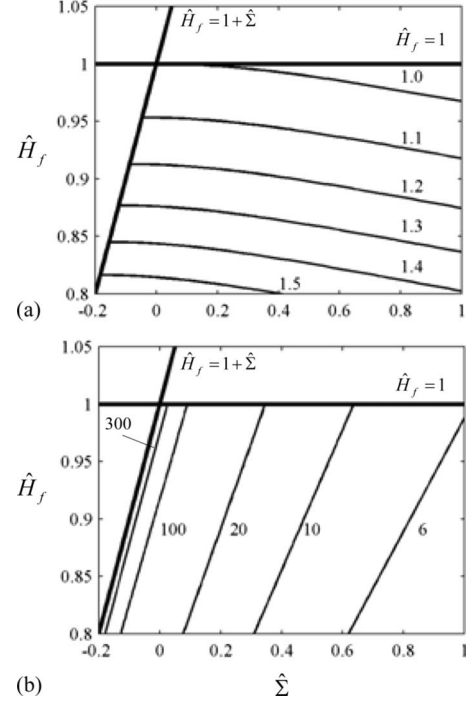 1.05
Ĥ_f = 1 + Σ̂
Ĥ_f = 1
1
1.0
0.95
1.1
Ĥ_f
1.2
0.9
1.3
0.85
1.4
1.5
0.8
(a)
-0.2 0 0.2 0.4 0.6 0.8 1
1.05
Ĥ_f = 1 + Σ̂
Ĥ_f = 1
1
300
0.95
Ĥ_f
0.9
100 20 10 6
0.85
0.8
-0.2 0 0.2 0.4 0.6 0.8 1
(b) Σ̂